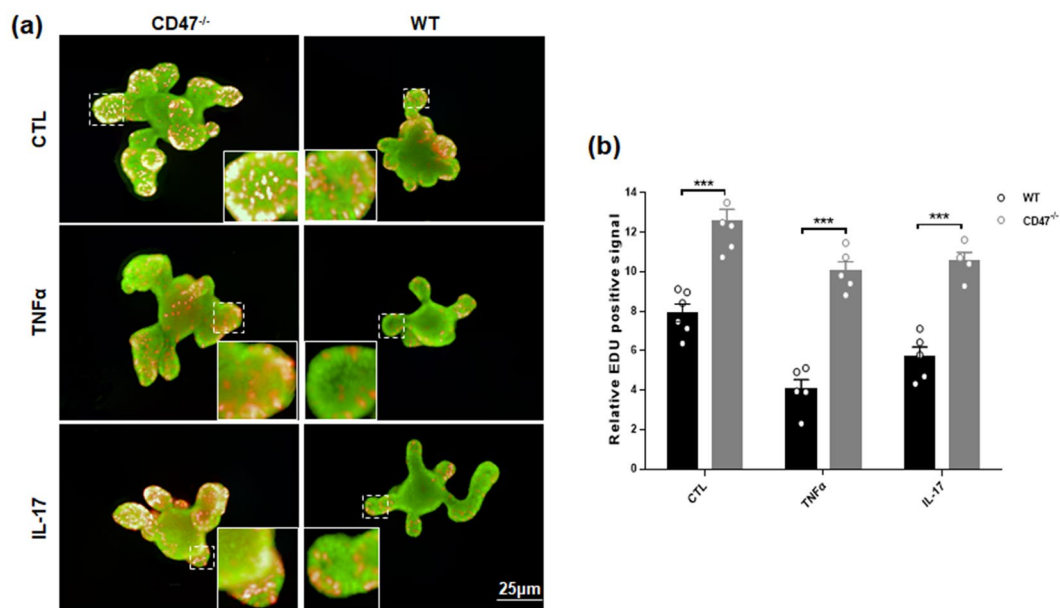 (a)
CD47-/-
WT
CTL
TNFα
IL-17
25µm
(b)
Relative EDU positive signal
14
12
10
8
6
4
2
0
***
***
***
CTL
TNFα
IL-17
WT
CD47-/-